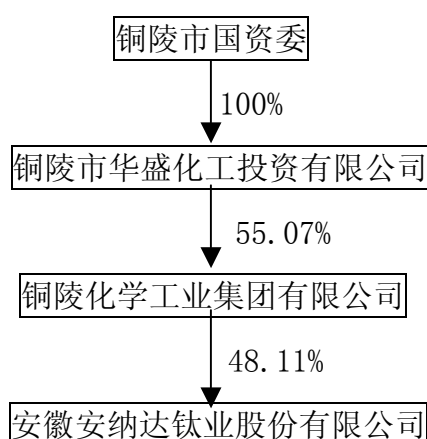 铜陵市国资委
100%
铜陵市华盛化工投资有限公司
55.07%
铜陵化学工业集团有限公司
48.11%
安徽安纳达钛业股份有限公司